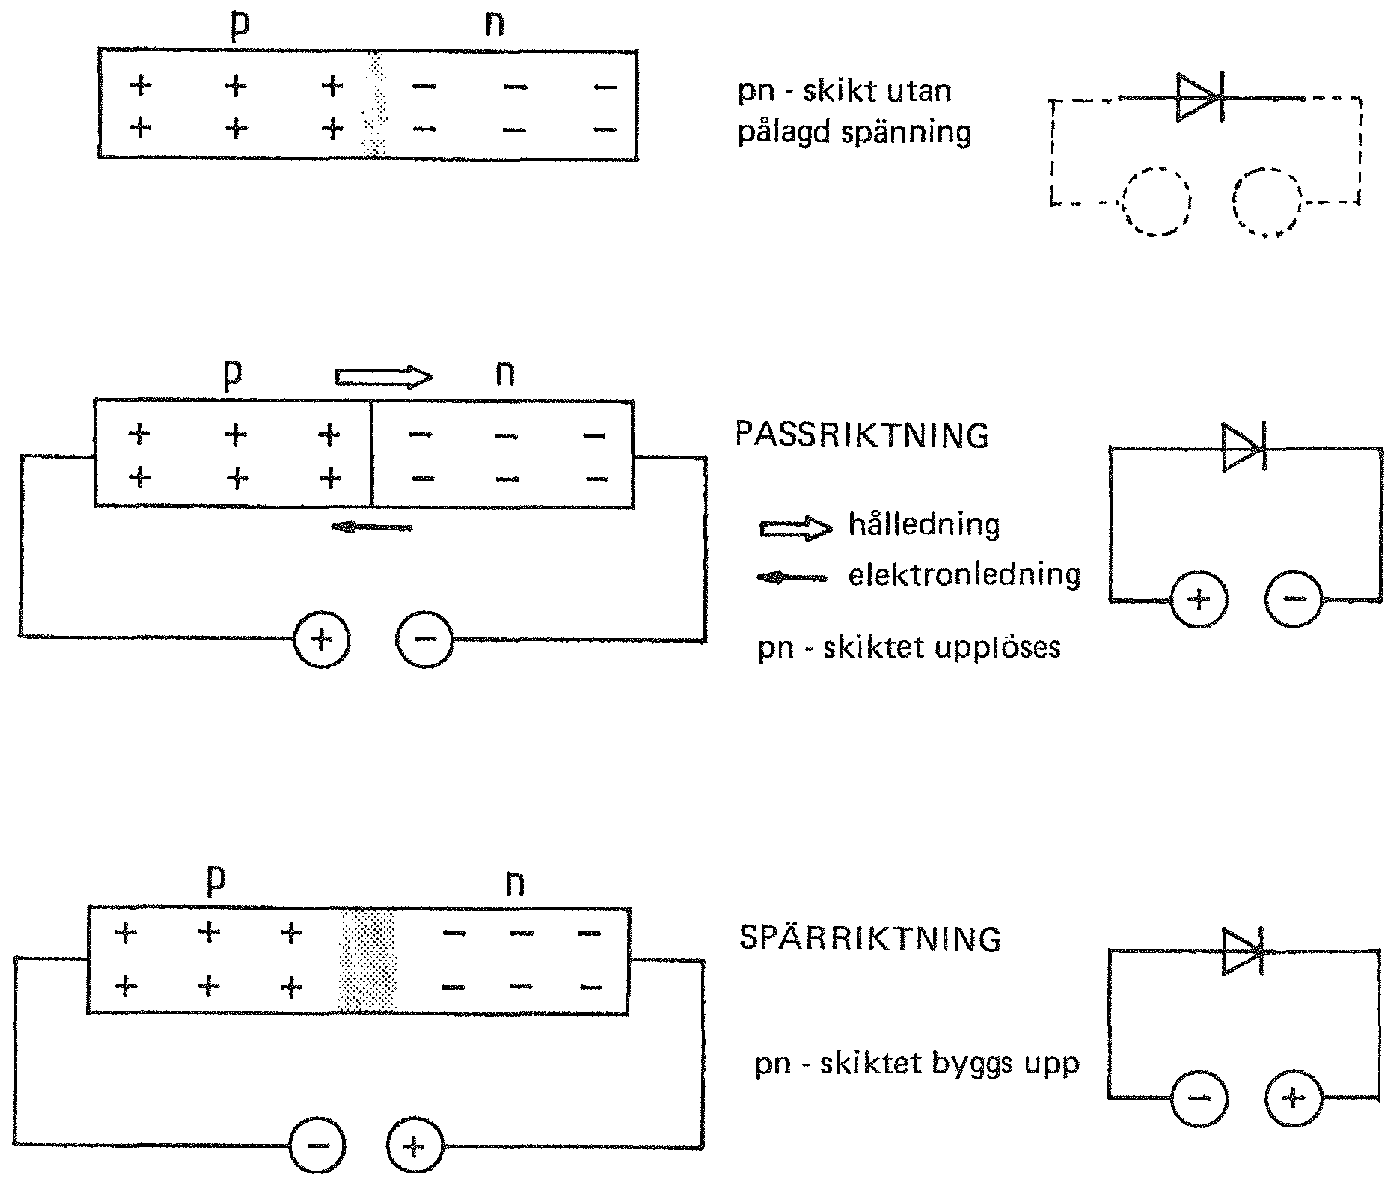 p n
+ + + - - -
+ + + - - -
pn - skikt utan
pålagd spänning
p n
+ + + - - -
+ + + - - -
+ -
PASSRIKTNING
hålledning
elektronledning
pn - skiktet upplöses
+ -
p n
+ + + - - -
+ + + - - -
- +
SPÄRRIKTNING
pn - skiktet byggs upp
- +